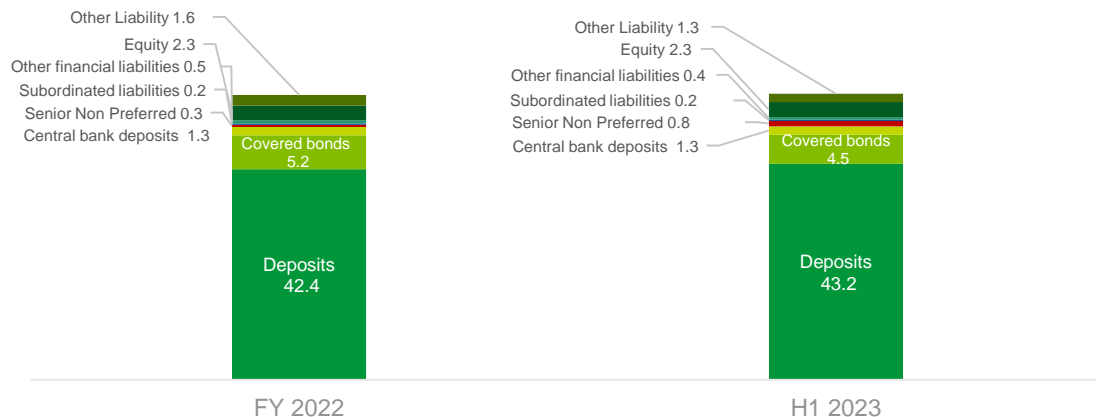 Other Liability 1.6
Equity 2.3
Other financial liabilities 0.5
Subordinated liabilities 0.2
Senior Non Preferred 0.3
Central bank deposits 1.3
Covered bonds
5.2
Deposits
42.4
FY 2022
Other Liability 1.3
Equity 2.3
Other financial liabilities 0.4
Subordinated liabilities 0.2
Senior Non Preferred 0.8
Central bank deposits 1.3
Covered bonds
4.5
Deposits
43.2
H1 2023